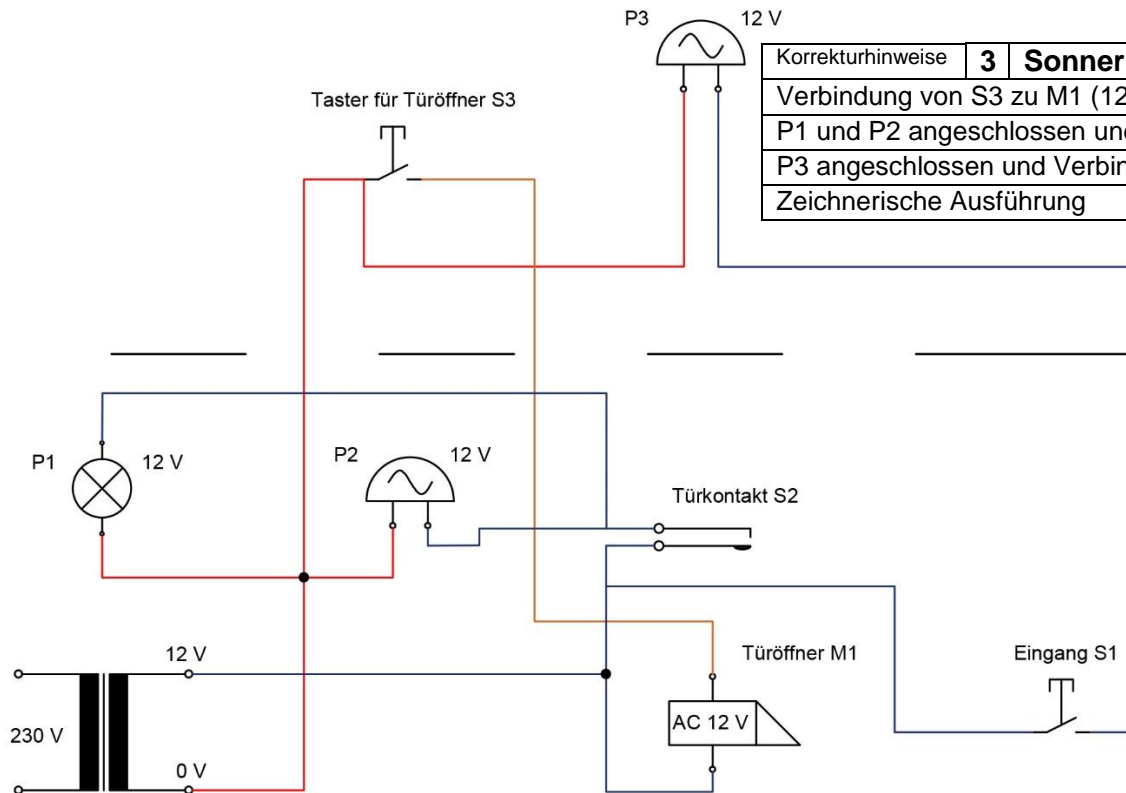 P3 12 V
Korrekturhinweise 3 Sonner
Verbindung von S3 zu M1 (12
P1 und P2 angeschlossen und
P3 angeschlossen und Verbin
Zeichnerische Ausführung
Taster für Türöffner S3
P1 12 V
P2 12 V
Türkontakt S2
12 V
Türöffner M1
Eingang S1
AC 12 V
230 V
0 V